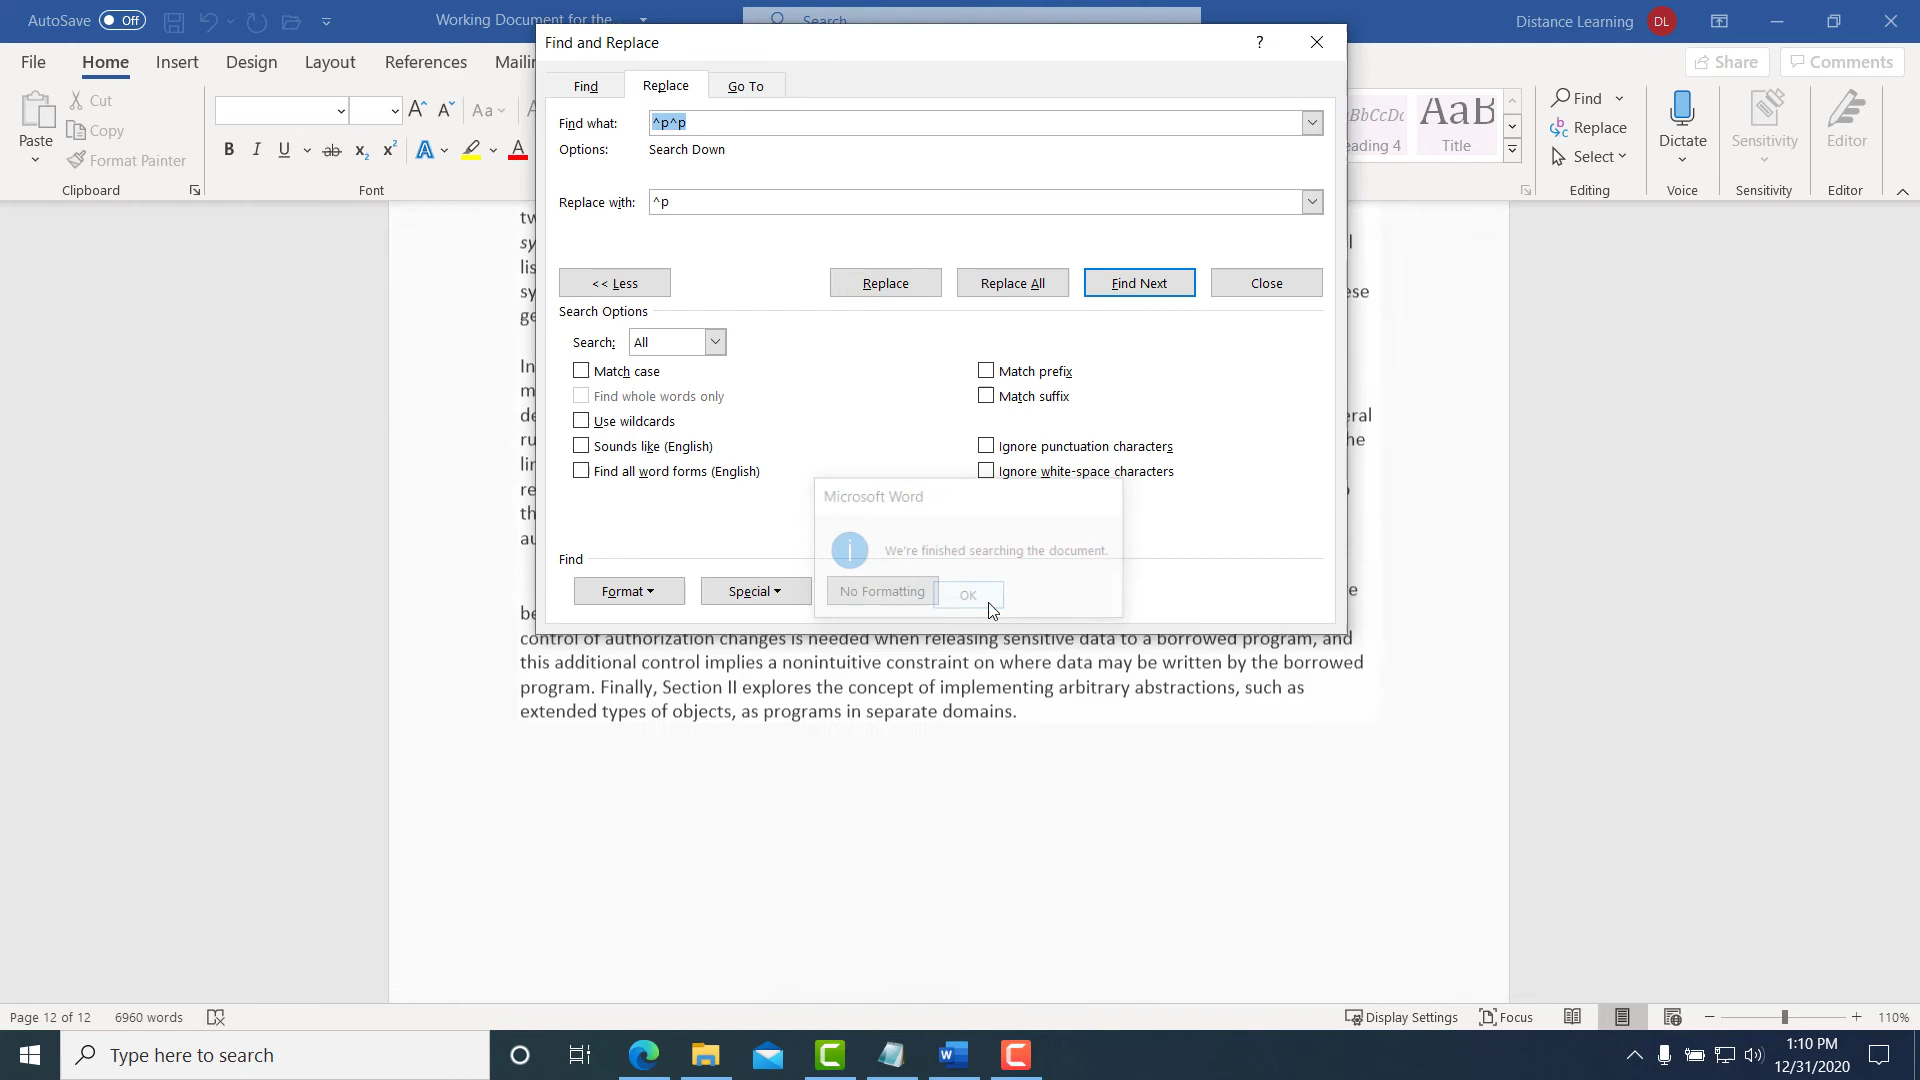 AutoSave Off
Working Document for the...
Search
Distance Learning DL
File Home Insert Design Layout References
Find and Replace
?
Find Replace Go To
Share Comments
Paste
Cut
Copy
Format Painter
Clipboard
Aa
B I U ab x2 x2 A A
Font
Find what: ^p^p
Options: Search Down
Replace with: ^p
Heading 4
AaB
Title
Find
Replace
Select
Editing
Dictate
Voice
Sensitivity
Sensitivity
Editor
Editor
<< Less Replace Replace All Find Next Close
Search Options
Search: All
Match case
Find whole words only
Use wildcards
Sounds like (English)
Find all word forms (English)
Match prefix
Match suffix
Ignore punctuation characters
Ignore white-space characters
Microsoft Word
We're finished searching the document.
OK
Find
Format Special No Formatting
control of authorization changes is needed when releasing sensitive data to a borrowed program, and
this additional control implies a nonintuitive constraint on where data may be written by the borrowed
program. Finally, Section II explores the concept of implementing arbitrary abstractions, such as
extended types of objects, as programs in separate domains.
Page 12 of 12 6960 words Display Settings Focus 110%
Type here to search
1:10 PM
12/31/2020